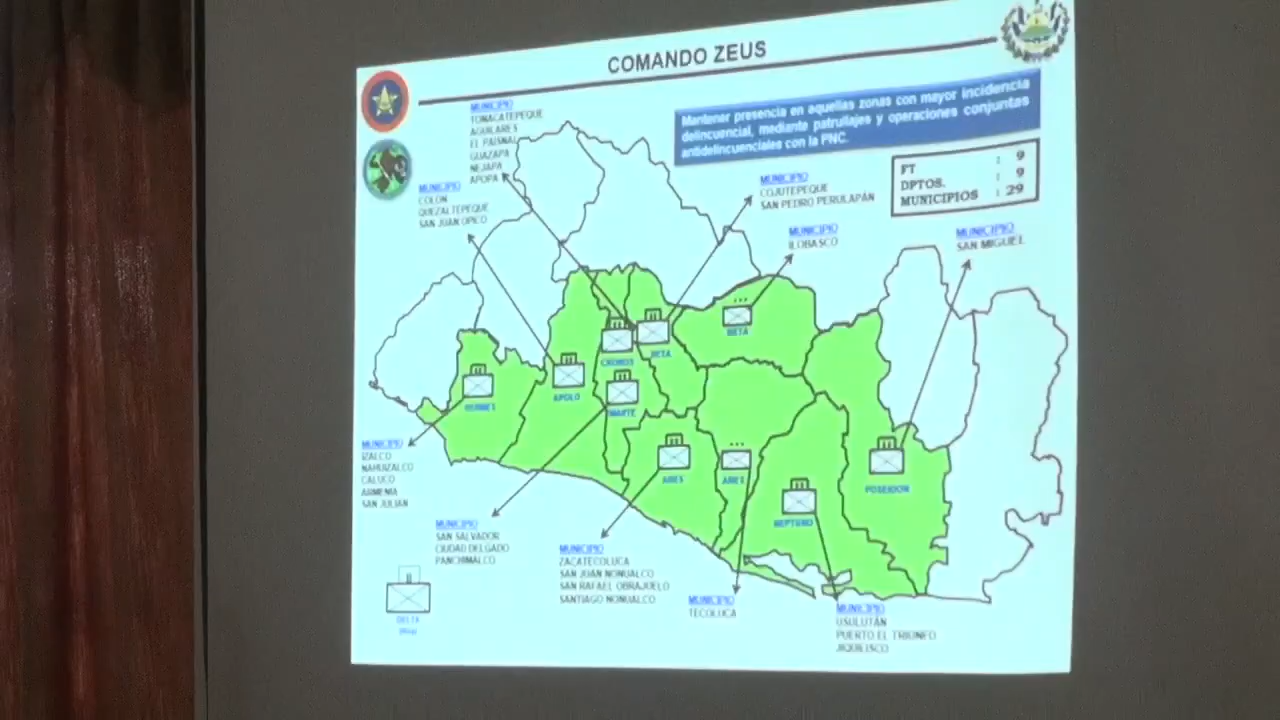 COMANDO ZEUS
Mantener presencia en aquellas zonas con mayor incidencia
delincuencial, mediante patrullajes y operaciones conjuntas
antidelincuenciales con la PNC.
FT : 9
DPTOS. : 9
MUNICIPIOS : 29
MUNICIPIO
TONACATEPEQUE
AGUILARES
EL PAISNAL
GUAZAPA
NEJAPA
APOPA
MUNICIPIO
COLON
QUEZALTEPEQUE
SAN JUAN OPICO
MUNICIPIO
COJUTEPEQUE
SAN PEDRO PERULAPÁN
MUNICIPIO
ILOBASCO
MUNICIPIO
SAN MIGUEL
BETA
CRONOS
BETA
APOLO
MARTE
ARES
ARES
NEPTUNO
POSEIDON
MUNICIPIO
IZALCO
NAHUIZALCO
CALUCO
ARMENIA
SAN JULIAN
MUNICIPIO
SAN SALVADOR
CIUDAD DELGADO
PANCHIMALCO
MUNICIPIO
ZACATECOLUCA
SAN JUAN NONUALCO
SAN RAFAEL OBRAJUELO
SANTIAGO NONUALCO
MUNICIPIO
TECOLUCA
MUNICIPIO
USULUTÁN
PUERTO EL TRIUNFO
JIQUILISCO
DELTA